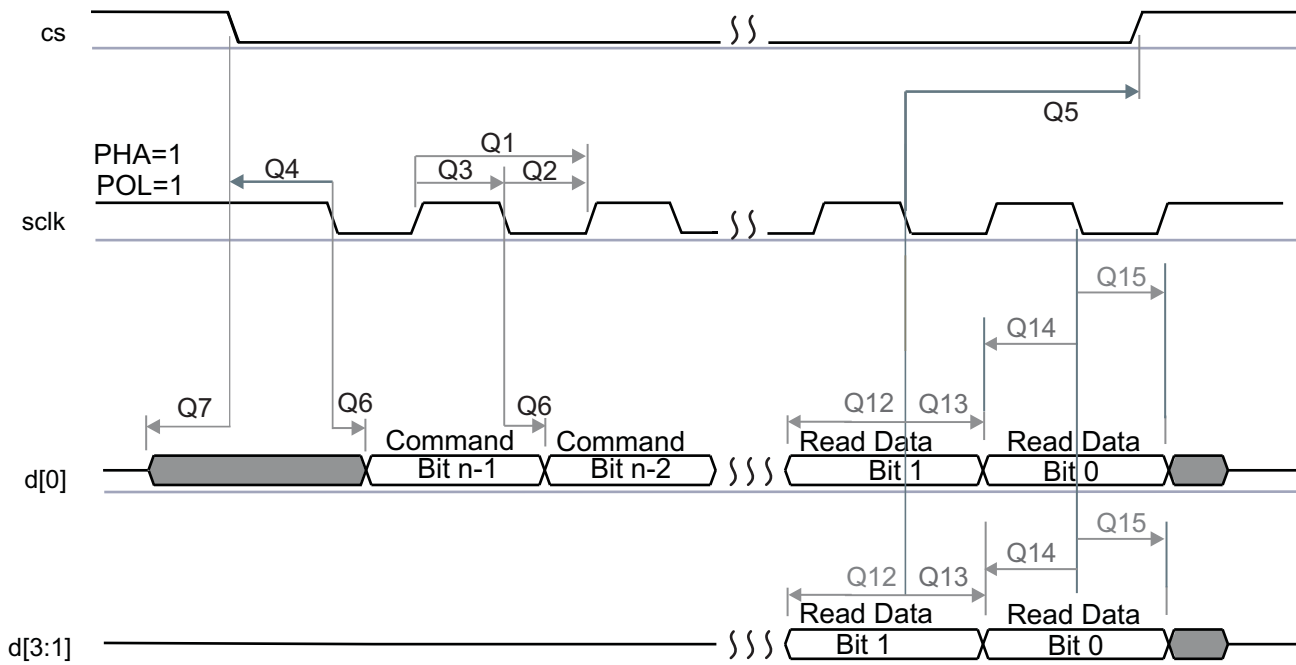 cs
Q5
PHA=1
POL=1
Q1
Q4
Q3
Q2
sclk
Q15
Q14
Q7
Q6
Q6
Q12
Q13
Command
Command
Read Data
Read Data
d[0]
Bit n-1
Bit n-2
Bit 1
Bit 0
Q15
Q14
Q12
Q13
Read Data
Read Data
d[3:1]
Bit 1
Bit 0